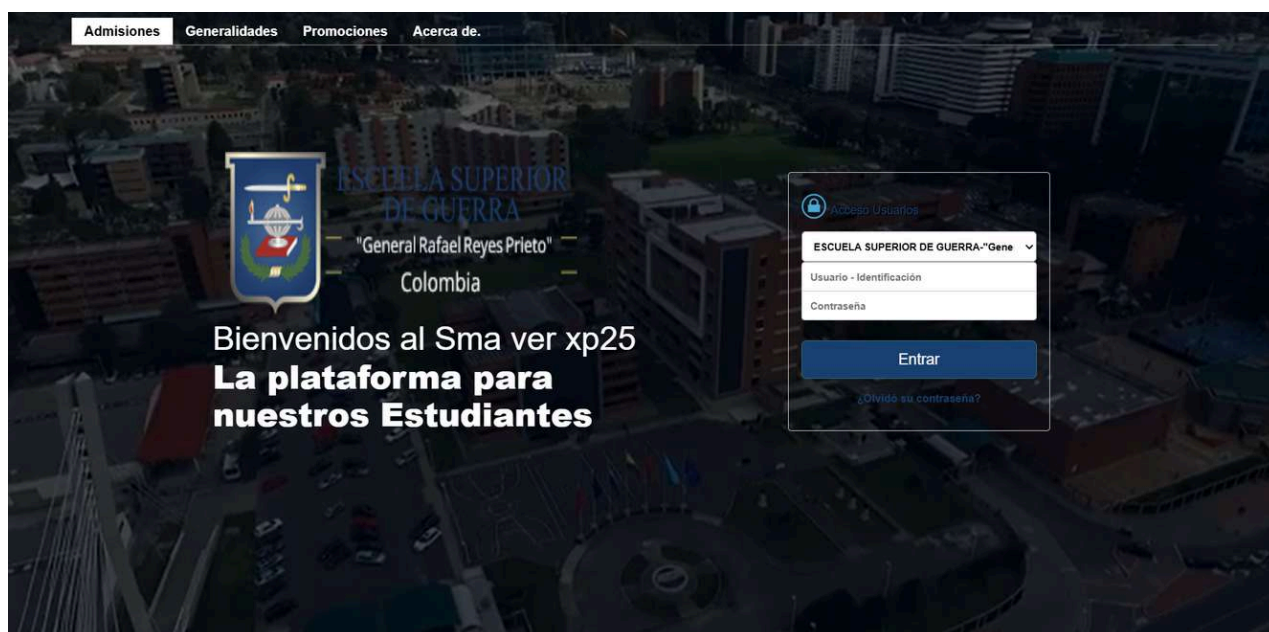 Admisiones Generalidades Promociones Acerca de.
ESCUELA SUPERIOR
DE GUERRA
"General Rafael Reyes Prieto"
Colombia
Bienvenidos al Sma ver xp25
La plataforma para
nuestros Estudiantes
Acceso Usuarios
ESCUELA SUPERIOR DE GUERRA-"Gene
Usuario - Identificación
Contraseña
Entrar
¿Olvidó su contraseña?